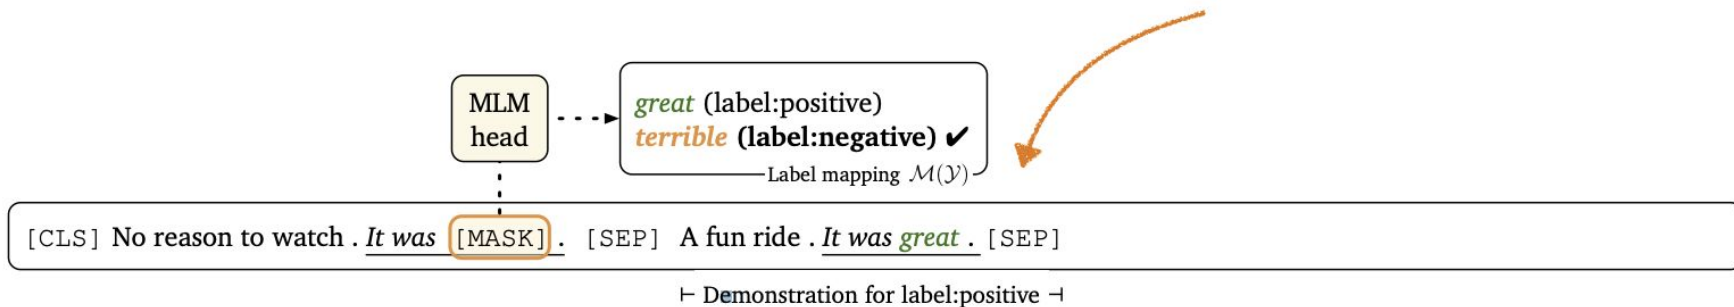 MLM
head
great (label:positive)
terrible (label:negative) ✔
Label mapping ℳ(𝒴)
[CLS] No reason to watch . It was [MASK] . [SEP] A fun ride . It was great . [SEP]
⊢ Demonstration for label:positive ⊣